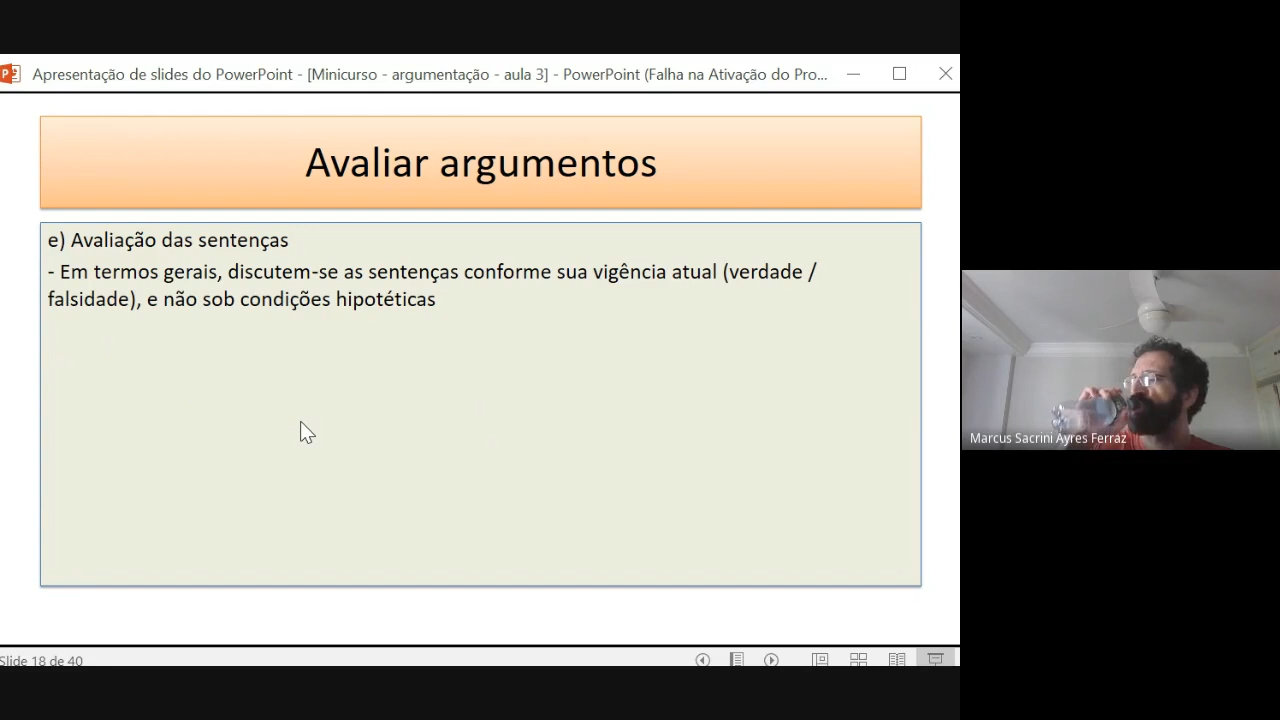 Apresentação de slides do PowerPoint - [Minicurso - argumentação - aula 3] - PowerPoint (Falha na Ativação do Pro...
Avaliar argumentos
e) Avaliação das sentenças
- Em termos gerais, discutem-se as sentenças conforme sua vigência atual (verdade /
falsidade), e não sob condições hipotéticas
Marcus Sacrini Ayres Ferraz
Slide 18 de 40